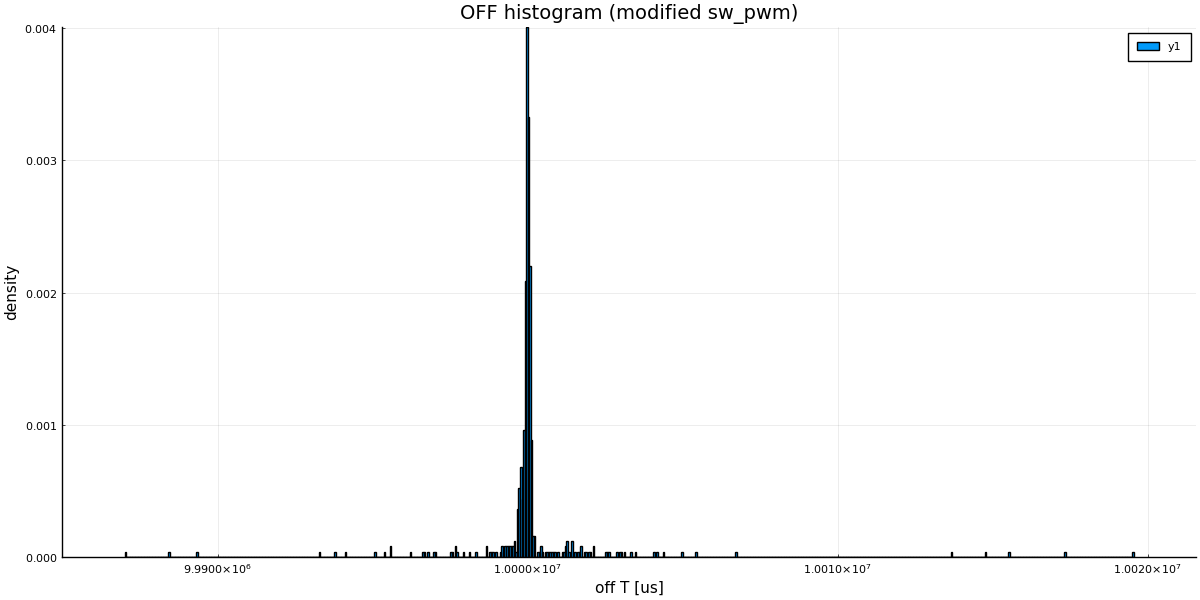 OFF histogram (modified sw_pwm)
y1
density
0.004
0.003
0.002
0.001
0.000
9.9900×10⁶ 1.0000×10⁷ 1.0010×10⁷ 1.0020×10⁷
off T [us]